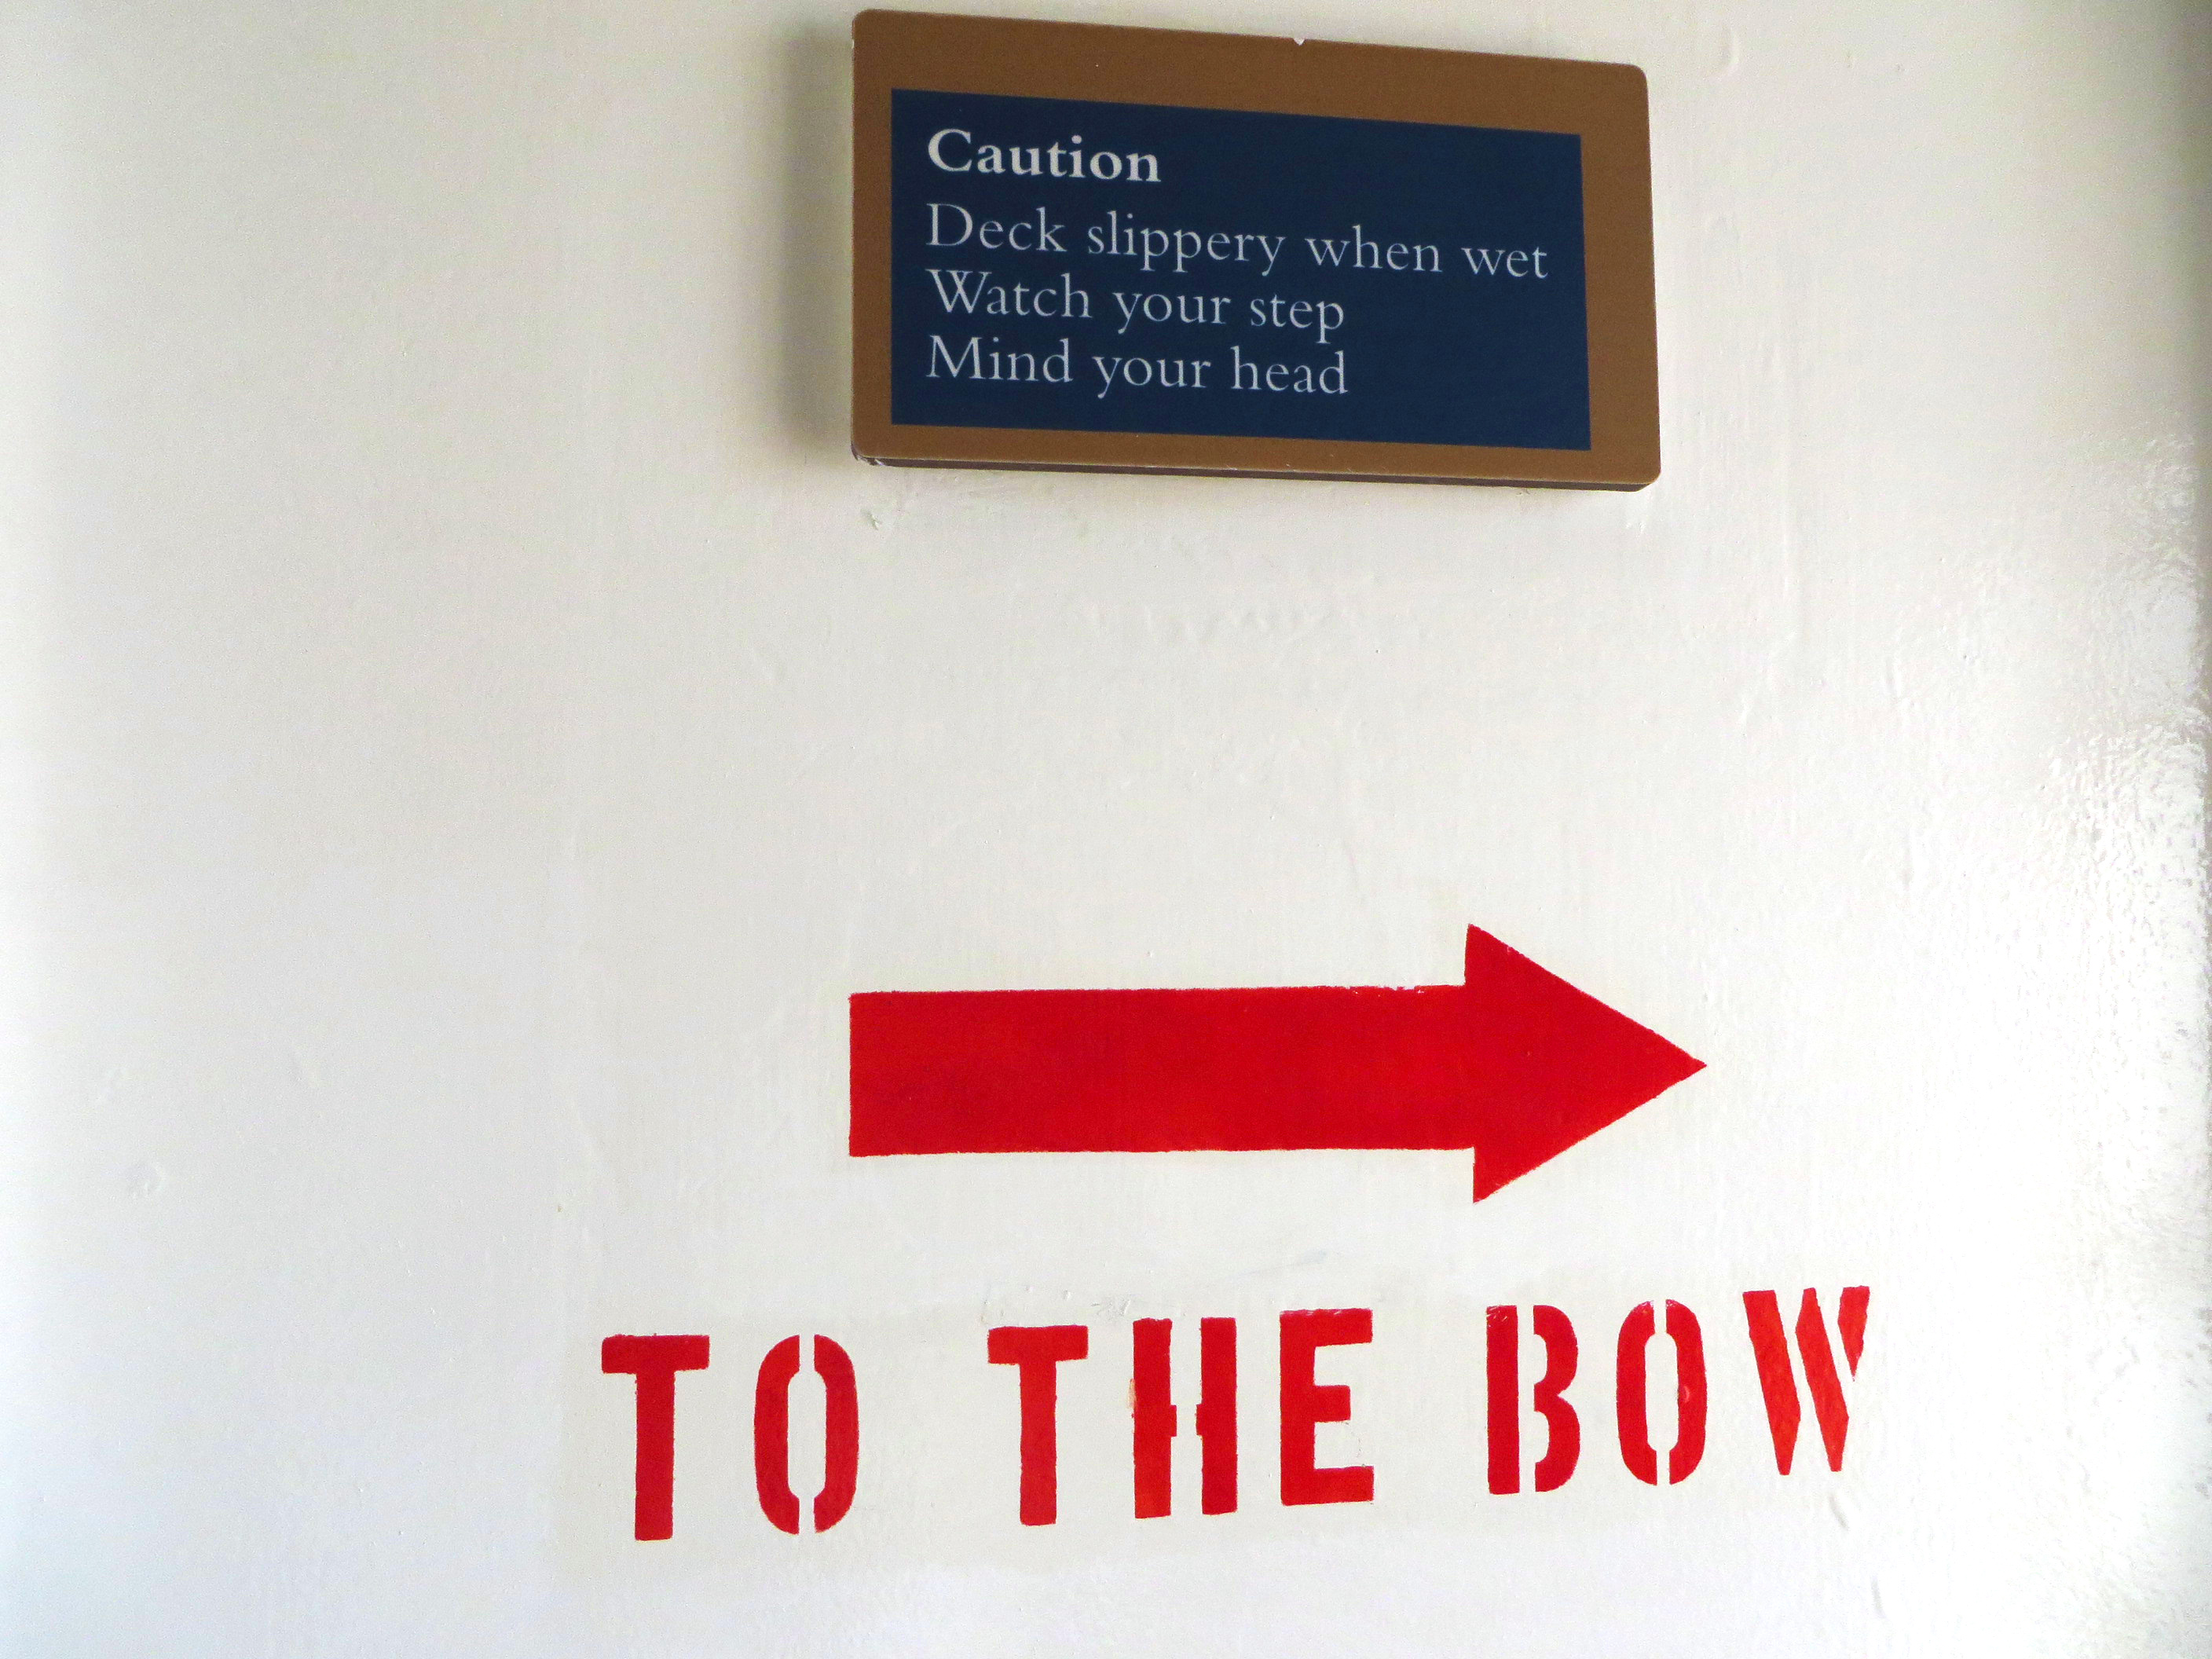 Caution
Deck slippery when wet
Watch your step
Mind your head
TO THE BOW